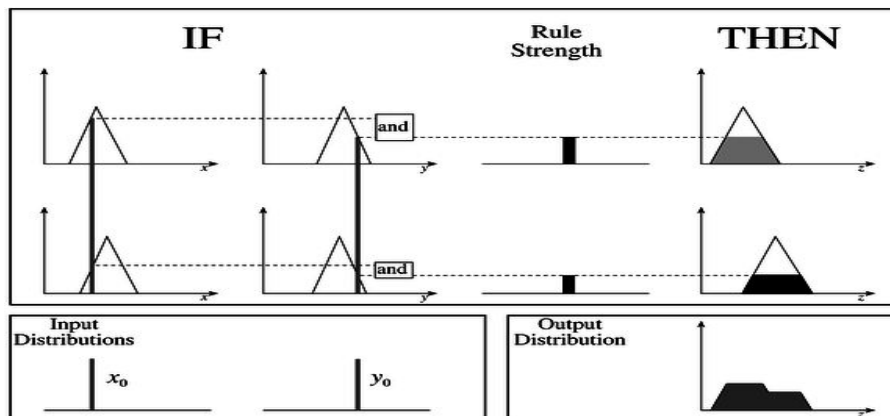 IF
Rule
Strength
THEN
and
x
y
z
and
x
y
z
Input
Distributions
x₀
y₀
Output
Distribution
z